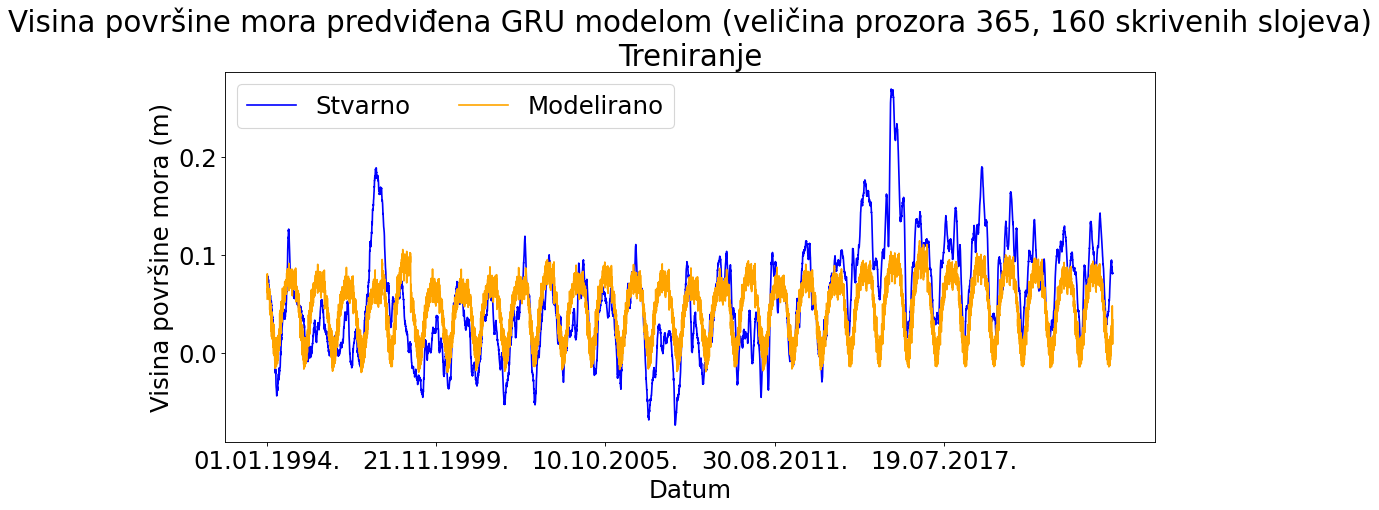 Visina površine mora predviđena GRU modelom (veličina prozora 365, 160 skrivenih slojeva)
Treniranje
Stvarno
Modelirano
Visina površine mora (m)
0.2
0.1
0.0
01.01.1994.
21.11.1999.
10.10.2005.
30.08.2011.
19.07.2017.
Datum